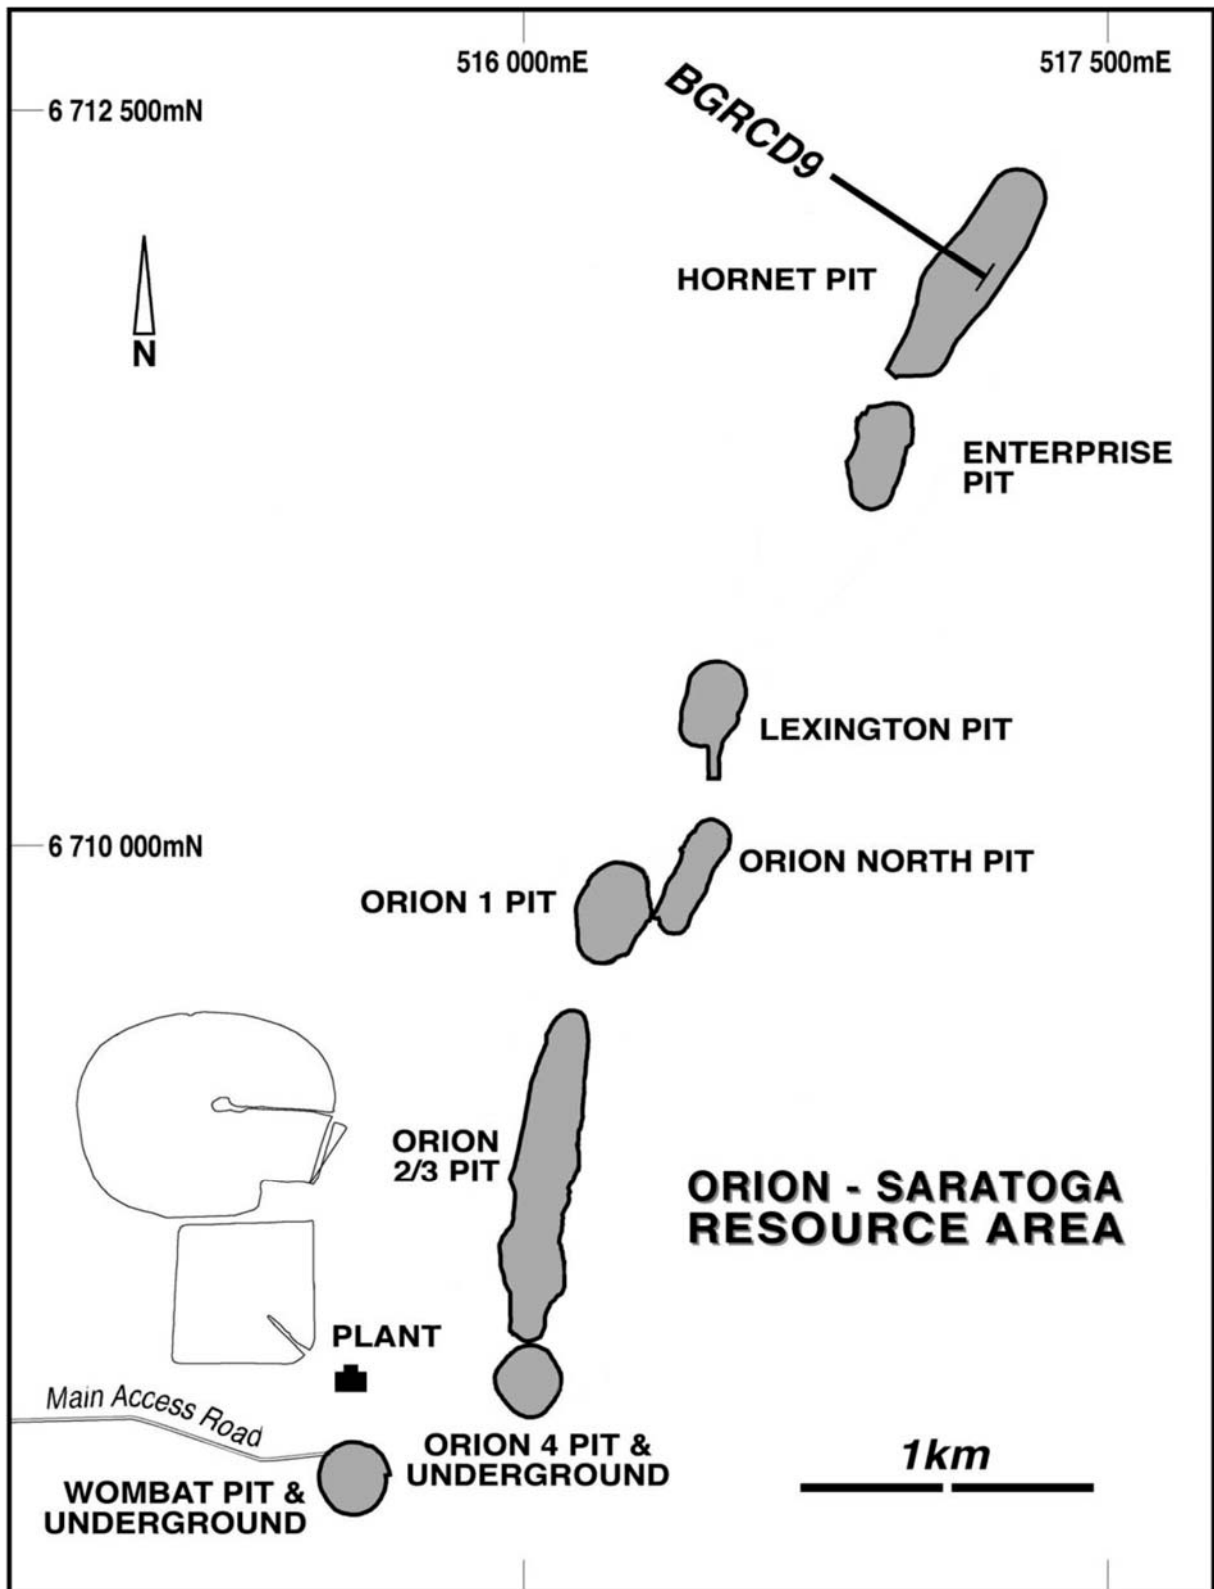 516 000mE
517 500mE
6 712 500mN
BGRCD9
HORNET PIT
N
ENTERPRISE
PIT
LEXINGTON PIT
6 710 000mN
ORION NORTH PIT
ORION 1 PIT
ORION
2/3 PIT
ORION - SARATOGA
RESOURCE AREA
PLANT
Main Access Road
ORION 4 PIT &
UNDERGROUND
1km
WOMBAT PIT &
UNDERGROUND